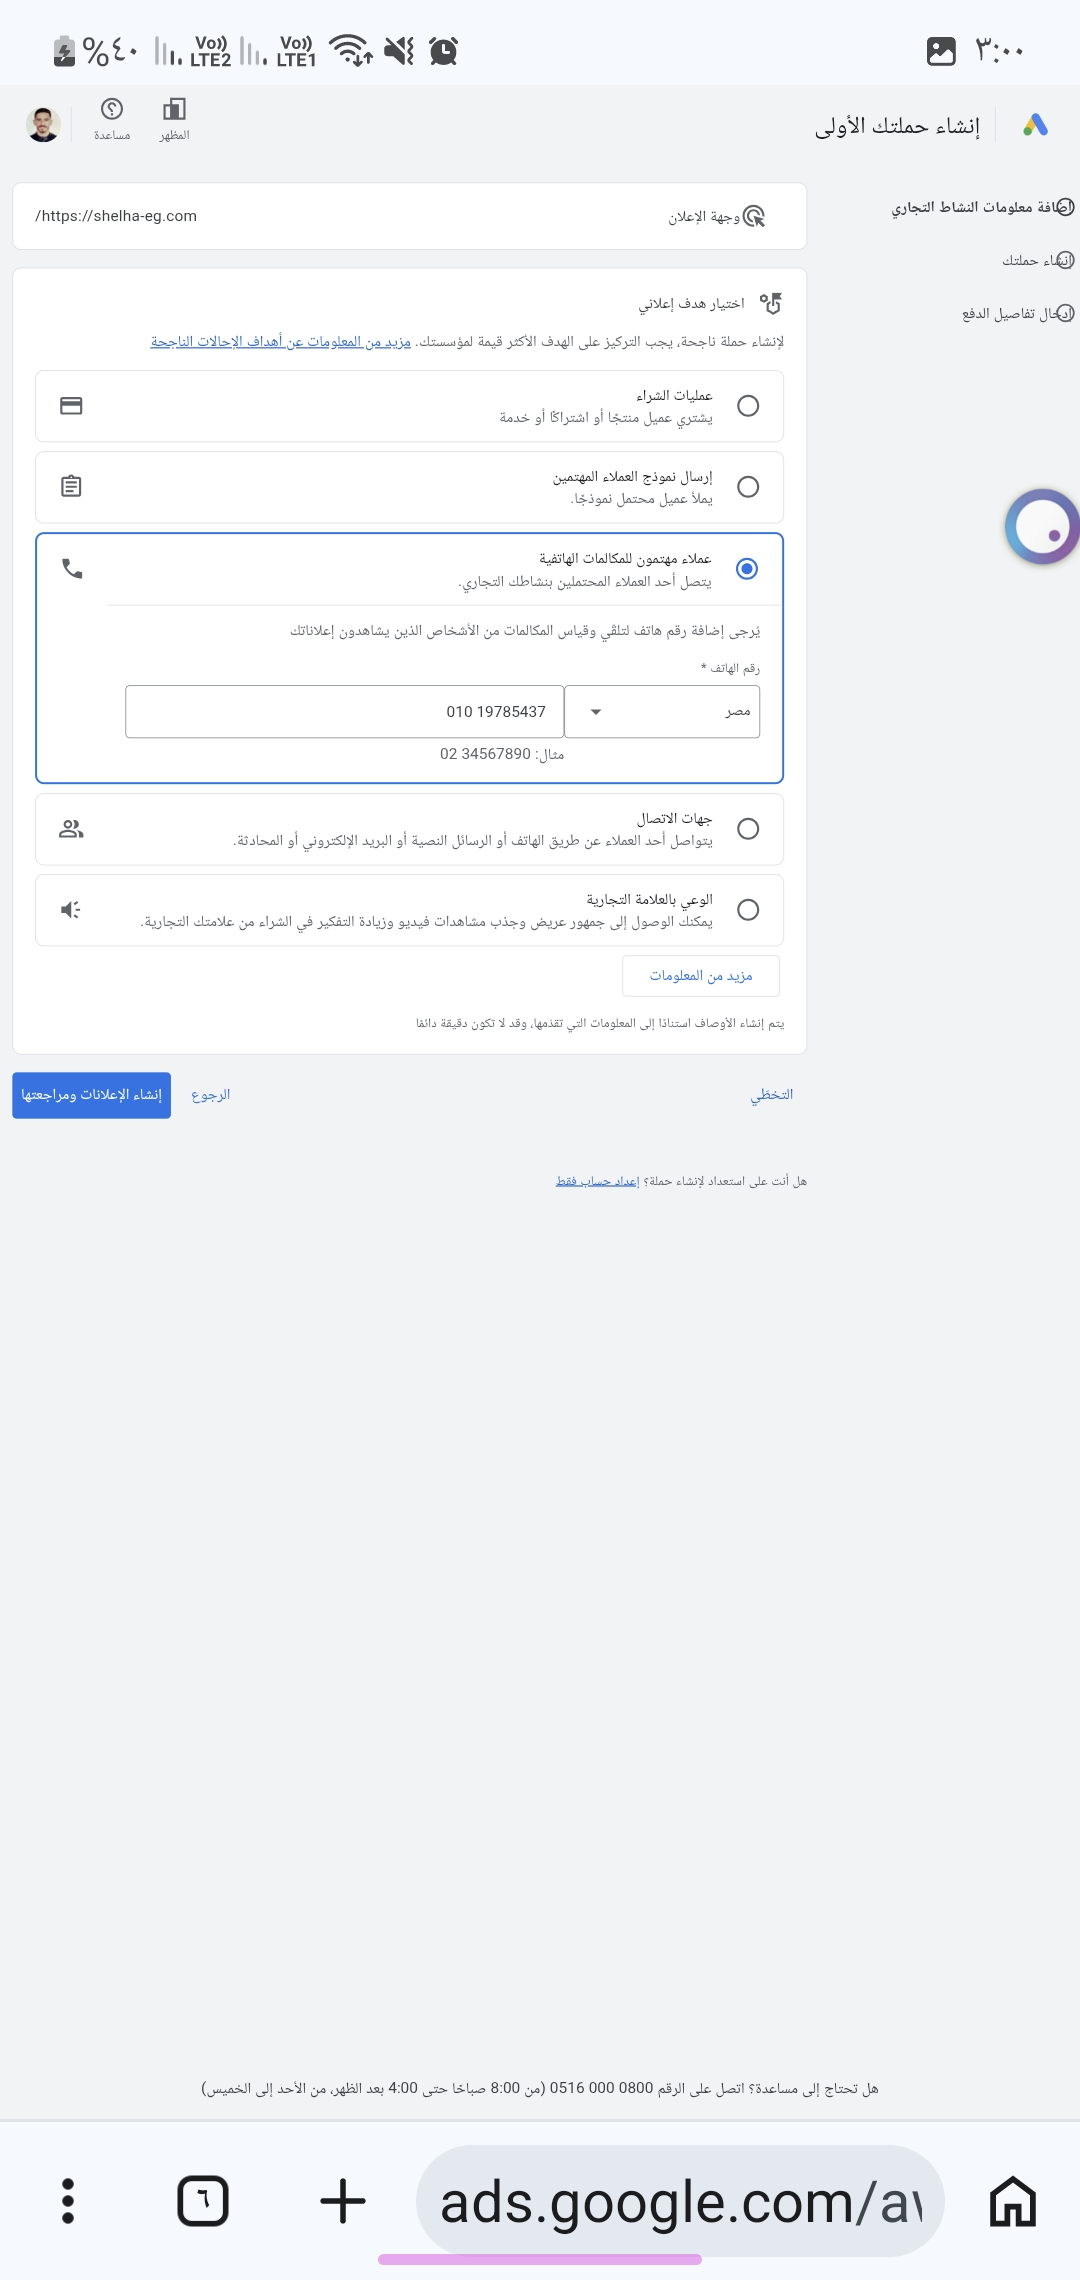 ٣:٠٠
Vo)) LTE1
Vo)) LTE2
%٤٠
إنشاء حملتك الأولى
المظهر
مساعدة
إضافة معلومات النشاط التجاري
إنشاء حملتك
إدخال تفاصيل الدفع
وجهة الإعلان
/https://shelha-eg.com
اختيار هدف إعلاني
لإنشاء حملة ناجحة، يجب التركيز على الهدف الأكثر قيمة لمؤسستك. مزيد من المعلومات عن أهداف الإحالات الناجحة
عمليات الشراء
يشتري عميل منتجًا أو اشتراكًا أو خدمة
إرسال نموذج العملاء المهتمين
يملأ عميل محتمل نموذجًا.
عملاء مهتمون للمكالمات الهاتفية
يتصل أحد العملاء المحتملين بنشاطك التجاري.
يُرجى إضافة رقم هاتف لتلقّي وقياس المكالمات من الأشخاص الذين يشاهدون إعلاناتك
رقم الهاتف *
مصر
010 19785437
مثال: 02 34567890
جهات الاتصال
يتواصل أحد العملاء عن طريق الهاتف أو الرسائل النصية أو البريد الإلكتروني أو المحادثة.
الوعي بالعلامة التجارية
يمكنك الوصول إلى جمهور عريض وجذب مشاهدات فيديو وزيادة التفكير في الشراء من علامتك التجارية.
مزيد من المعلومات
يتم إنشاء الأوصاف استنادًا إلى المعلومات التي تقدّمها، وقد لا تكون دقيقة دائمًا
التخطّي
الرجوع
إنشاء الإعلانات ومراجعتها
هل أنت على استعداد لإنشاء حملة؟ إعداد حساب فقط
هل تحتاج إلى مساعدة؟ اتصل على الرقم 0800 000 0516 (من 8:00 صباحًا حتى 4:00 بعد الظهر، من الأحد إلى الخميس)
ads.google.com/aw
٦